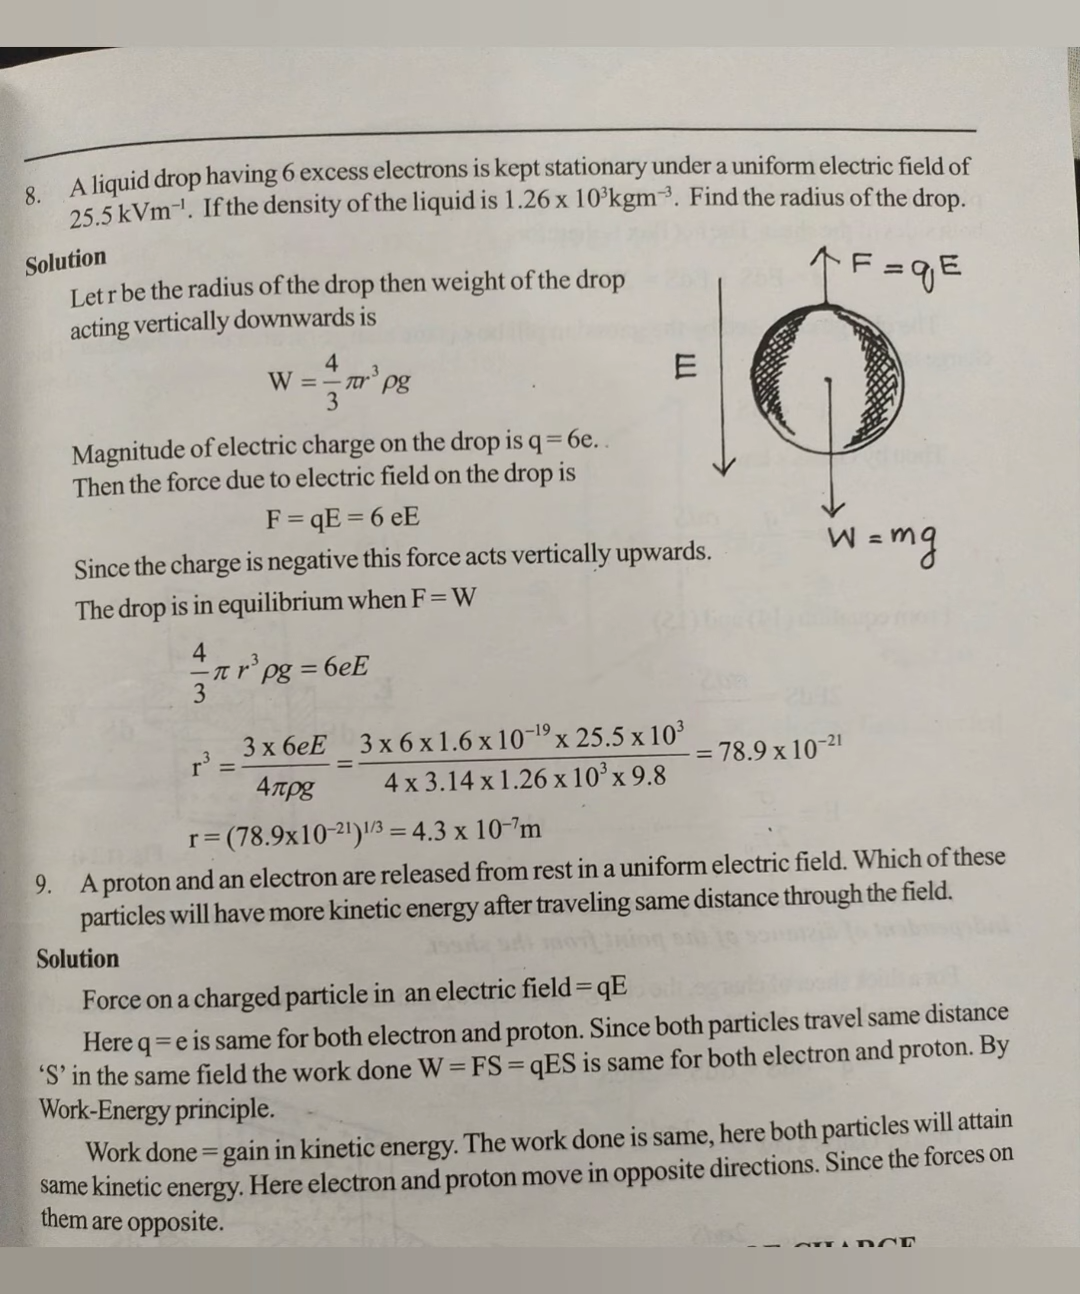 8. A liquid drop having 6 excess electrons is kept stationary under a uniform electric field of
25.5 kVm⁻¹. If the density of the liquid is 1.26 x 10³kgm⁻³. Find the radius of the drop.
Solution
Let r be the radius of the drop then weight of the drop
acting vertically downwards is
W = 4/3 πr³ρg
Magnitude of electric charge on the drop is q = 6e. .
Then the force due to electric field on the drop is
F = qE = 6 eE
Since the charge is negative this force acts vertically upwards.
The drop is in equilibrium when F = W
F = qE
E
W = mg
4/3 π r³ρg = 6eE
r³ = 3 x 6eE / 4πρg = 3 x 6 x 1.6 x 10⁻¹⁹ x 25.5 x 10³ / 4 x 3.14 x 1.26 x 10³ x 9.8 = 78.9 x 10⁻²¹
r = (78.9x10⁻²¹)¹/³ = 4.3 x 10⁻⁷m
9. A proton and an electron are released from rest in a uniform electric field. Which of these
particles will have more kinetic energy after traveling same distance through the field.
Solution
Force on a charged particle in an electric field = qE
Here q = e is same for both electron and proton. Since both particles travel same distance
‘S’ in the same field the work done W = FS = qES is same for both electron and proton. By
Work-Energy principle.
Work done = gain in kinetic energy. The work done is same, here both particles will attain
same kinetic energy. Here electron and proton move in opposite directions. Since the forces on
them are opposite.